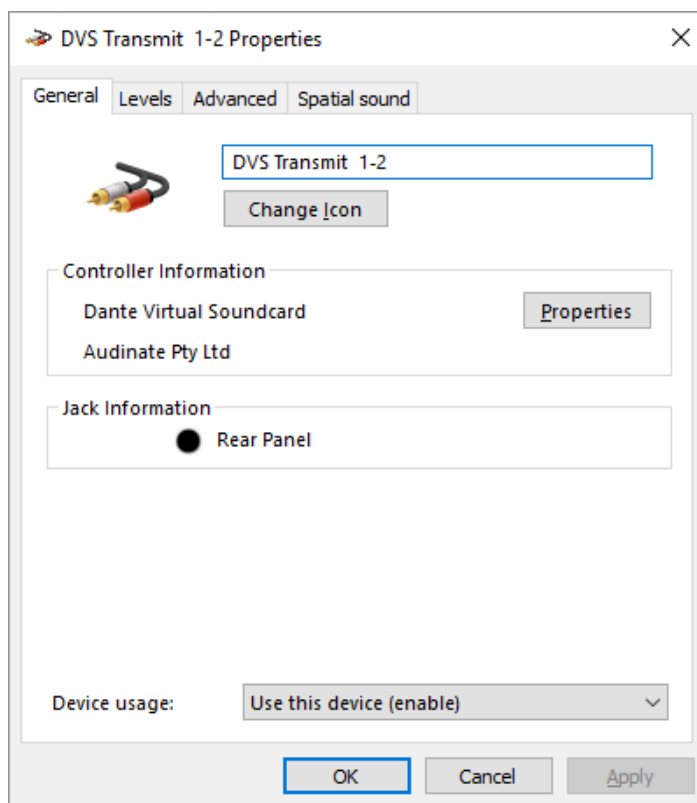 DVS Transmit  1-2 Properties
General Levels Advanced Spatial sound
DVS Transmit  1-2
Change Icon
Controller Information
Dante Virtual Soundcard
Properties
Audinate Pty Ltd
Jack Information
Rear Panel
Device usage:
Use this device (enable)
OK Cancel Apply